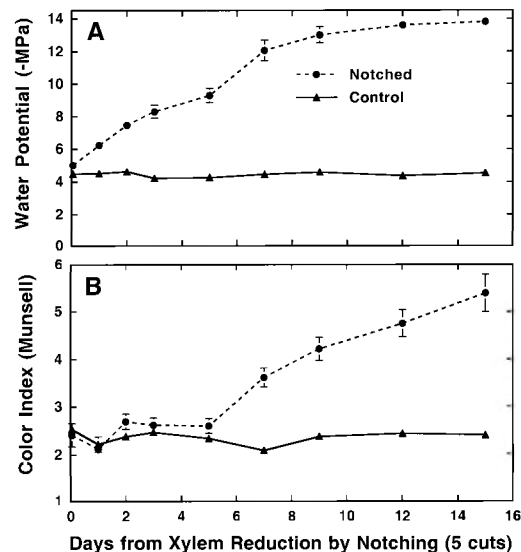 A
Water Potential (-MPa)
14
12
10
8
6
4
2
0
Notched
Control
B
Color Index (Munsell)
6
5
4
3
2
1
0 2 4 6 8 10 12 14 16
Days from Xylem Reduction by Notching (5 cuts)